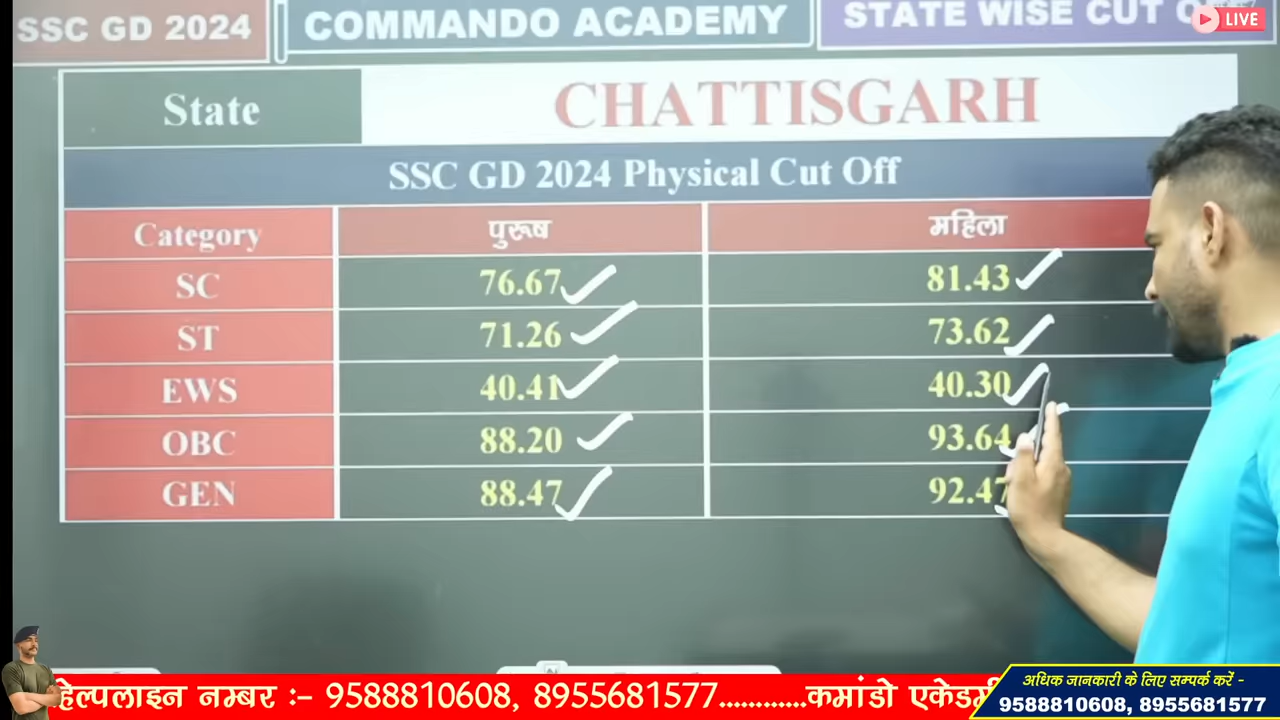 SSC GD 2024 COMMANDO ACADEMY STATE WISE CUT
LIVE
State CHATTISGARH
SSC GD 2024 Physical Cut Off
Category पुरूष महिला
SC 76.67 81.43
ST 71.26 73.62
EWS 40.41 40.30
OBC 88.20 93.64
GEN 88.47 92.47
हेल्पलाइन नम्बर :- 9588810608, 8955681577............कमांडो
अधिक जानकारी के लिए सम्पर्क करें -
9588810608, 8955681577